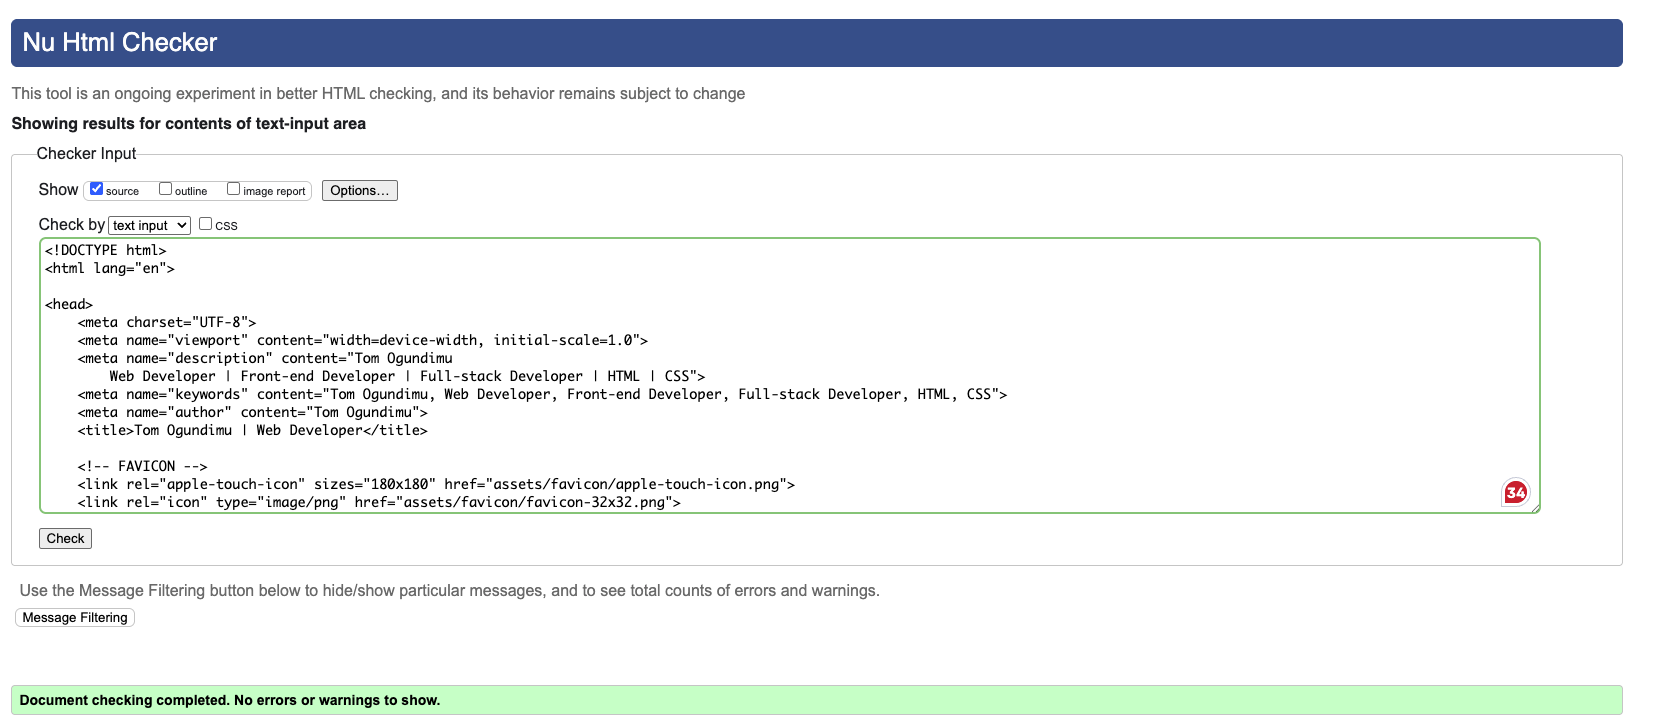 Nu Html Checker
This tool is an ongoing experiment in better HTML checking, and its behavior remains subject to change
Showing results for contents of text-input area
Checker Input
Show source outline image report Options...
Check by text input CSS
<!DOCTYPE html>
<html lang="en">
<head>
<meta charset="UTF-8">
<meta name="viewport" content="width=device-width, initial-scale=1.0">
<meta name="description" content="Tom Ogundimu
Web Developer | Front-end Developer | Full-stack Developer | HTML | CSS">
<meta name="keywords" content="Tom Ogundimu, Web Developer, Front-end Developer, Full-stack Developer, HTML, CSS">
<meta name="author" content="Tom Ogundimu">
<title>Tom Ogundimu | Web Developer</title>
<!-- FAVICON -->
<link rel="apple-touch-icon" sizes="180x180" href="assets/favicon/apple-touch-icon.png">
<link rel="icon" type="image/png" href="assets/favicon/favicon-32x32.png">
34
Check
Use the Message Filtering button below to hide/show particular messages, and to see total counts of errors and warnings.
Message Filtering
Document checking completed. No errors or warnings to show.